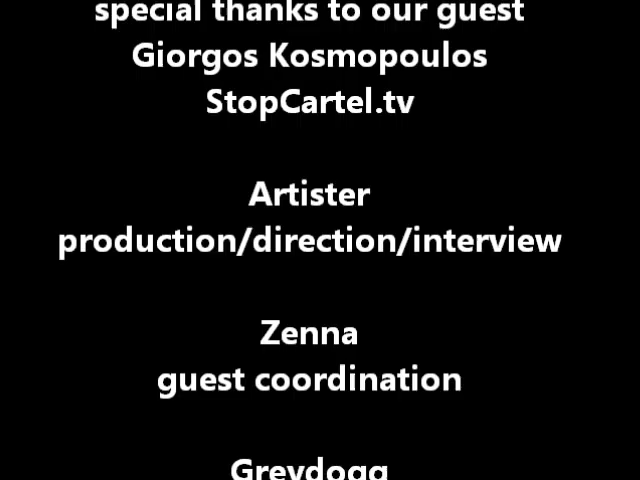 special thanks to our guest
Giorgos Kosmopoulos
StopCartel.tv
Artister
production/direction/interview
Zenna
guest coordination
Greydogg